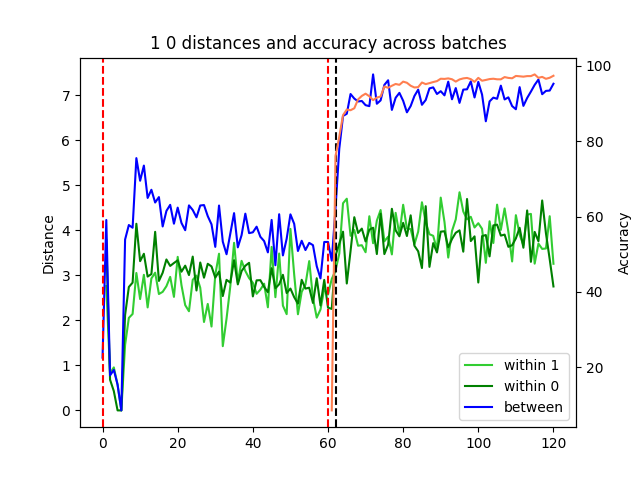 1 0 distances and accuracy across batches
Distance
Accuracy
7
6
5
4
3
2
1
0
100
80
60
40
20
0 20 40 60 80 100 120
within 1
within 0
between